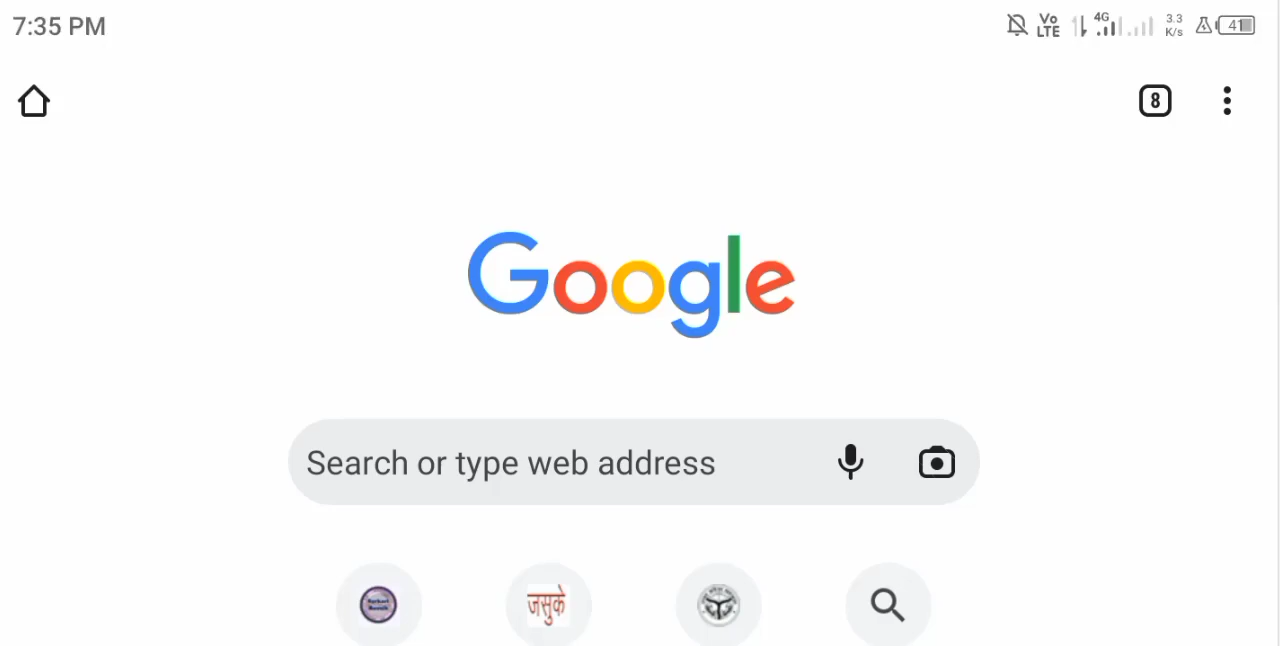 7:35 PM
Vo
LTE
4G
3.3
K/s
41
8
Google
Search or type web address
जसुके